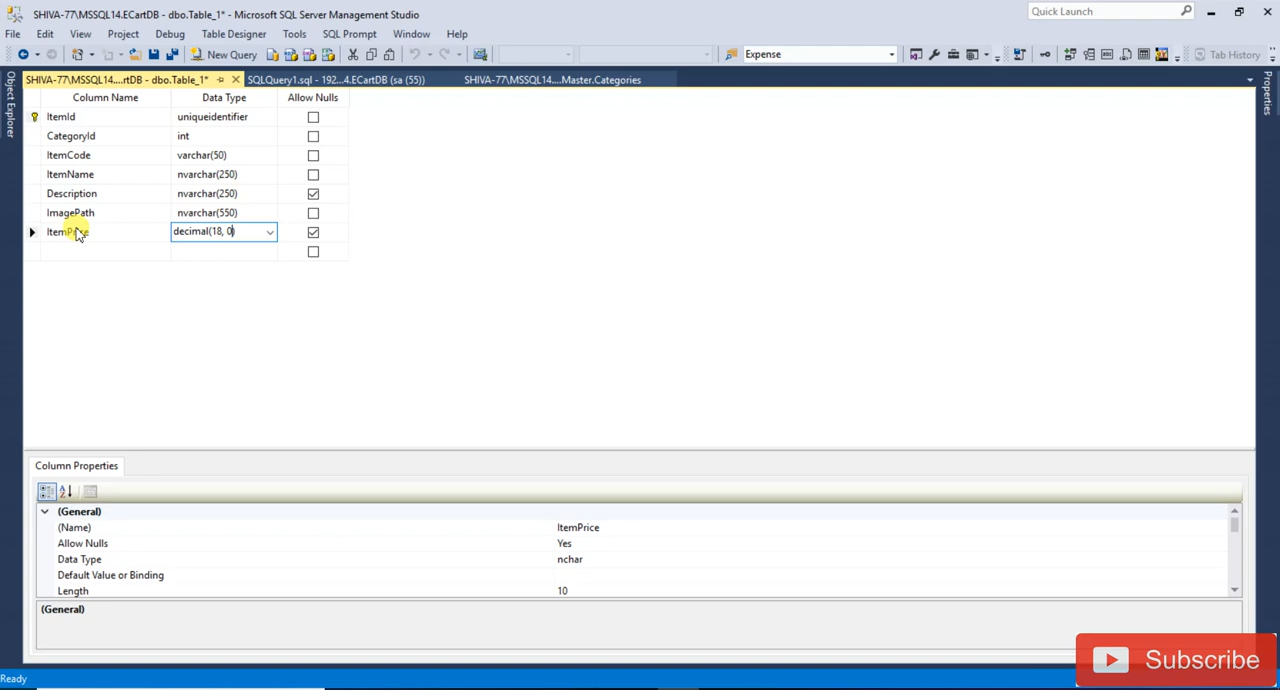 SHIVA-77\MSSQL14.ECartDB - dbo.Table_1* - Microsoft SQL Server Management Studio
Quick Launch
File Edit View Project Debug Table Designer Tools SQL Prompt Window Help
New Query
Expense
Tab History
SHIVA-77\MSSQL14....rtDB - dbo.Table_1*
SQLQuery1.sql - 192...4.ECartDB (sa (55))
SHIVA-77\MSSQL14....Master.Categories
Object Explorer
Properties
Column Name Data Type Allow Nulls
ItemId uniqueidentifier
CategoryId int
ItemCode varchar(50)
ItemName nvarchar(250)
Description nvarchar(250)
ImagePath nvarchar(550)
ItemPrice decimal(18, 0)
Column Properties
(General)
(Name) ItemPrice
Allow Nulls Yes
Data Type nchar
Default Value or Binding
Length 10
(General)
Subscribe
Ready